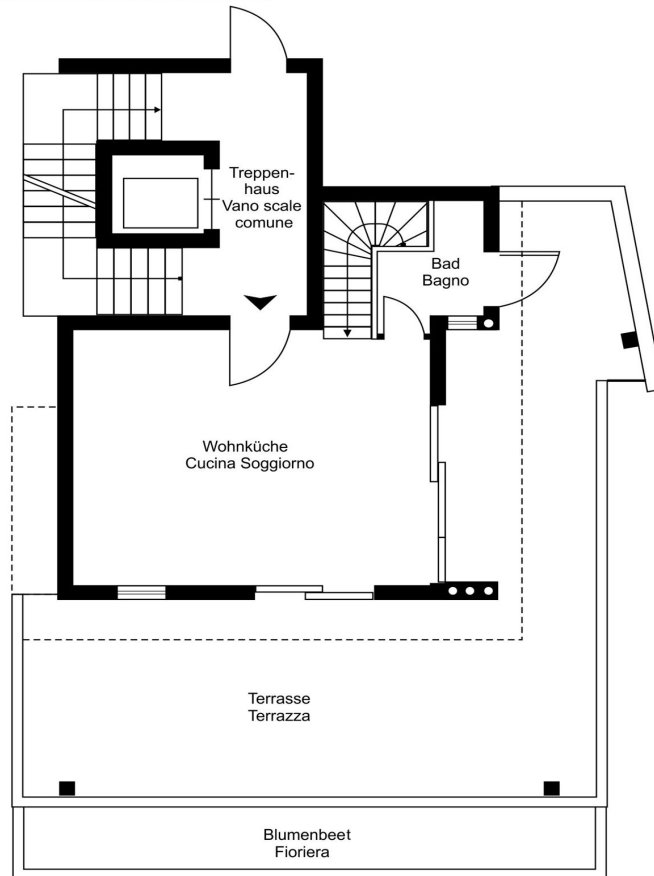 Treppen-
haus
Vano scale
comune
Bad
Bagno
Wohnküche
Cucina Soggiorno
Terrasse
Terrazza
Blumenbeet
Fioriera